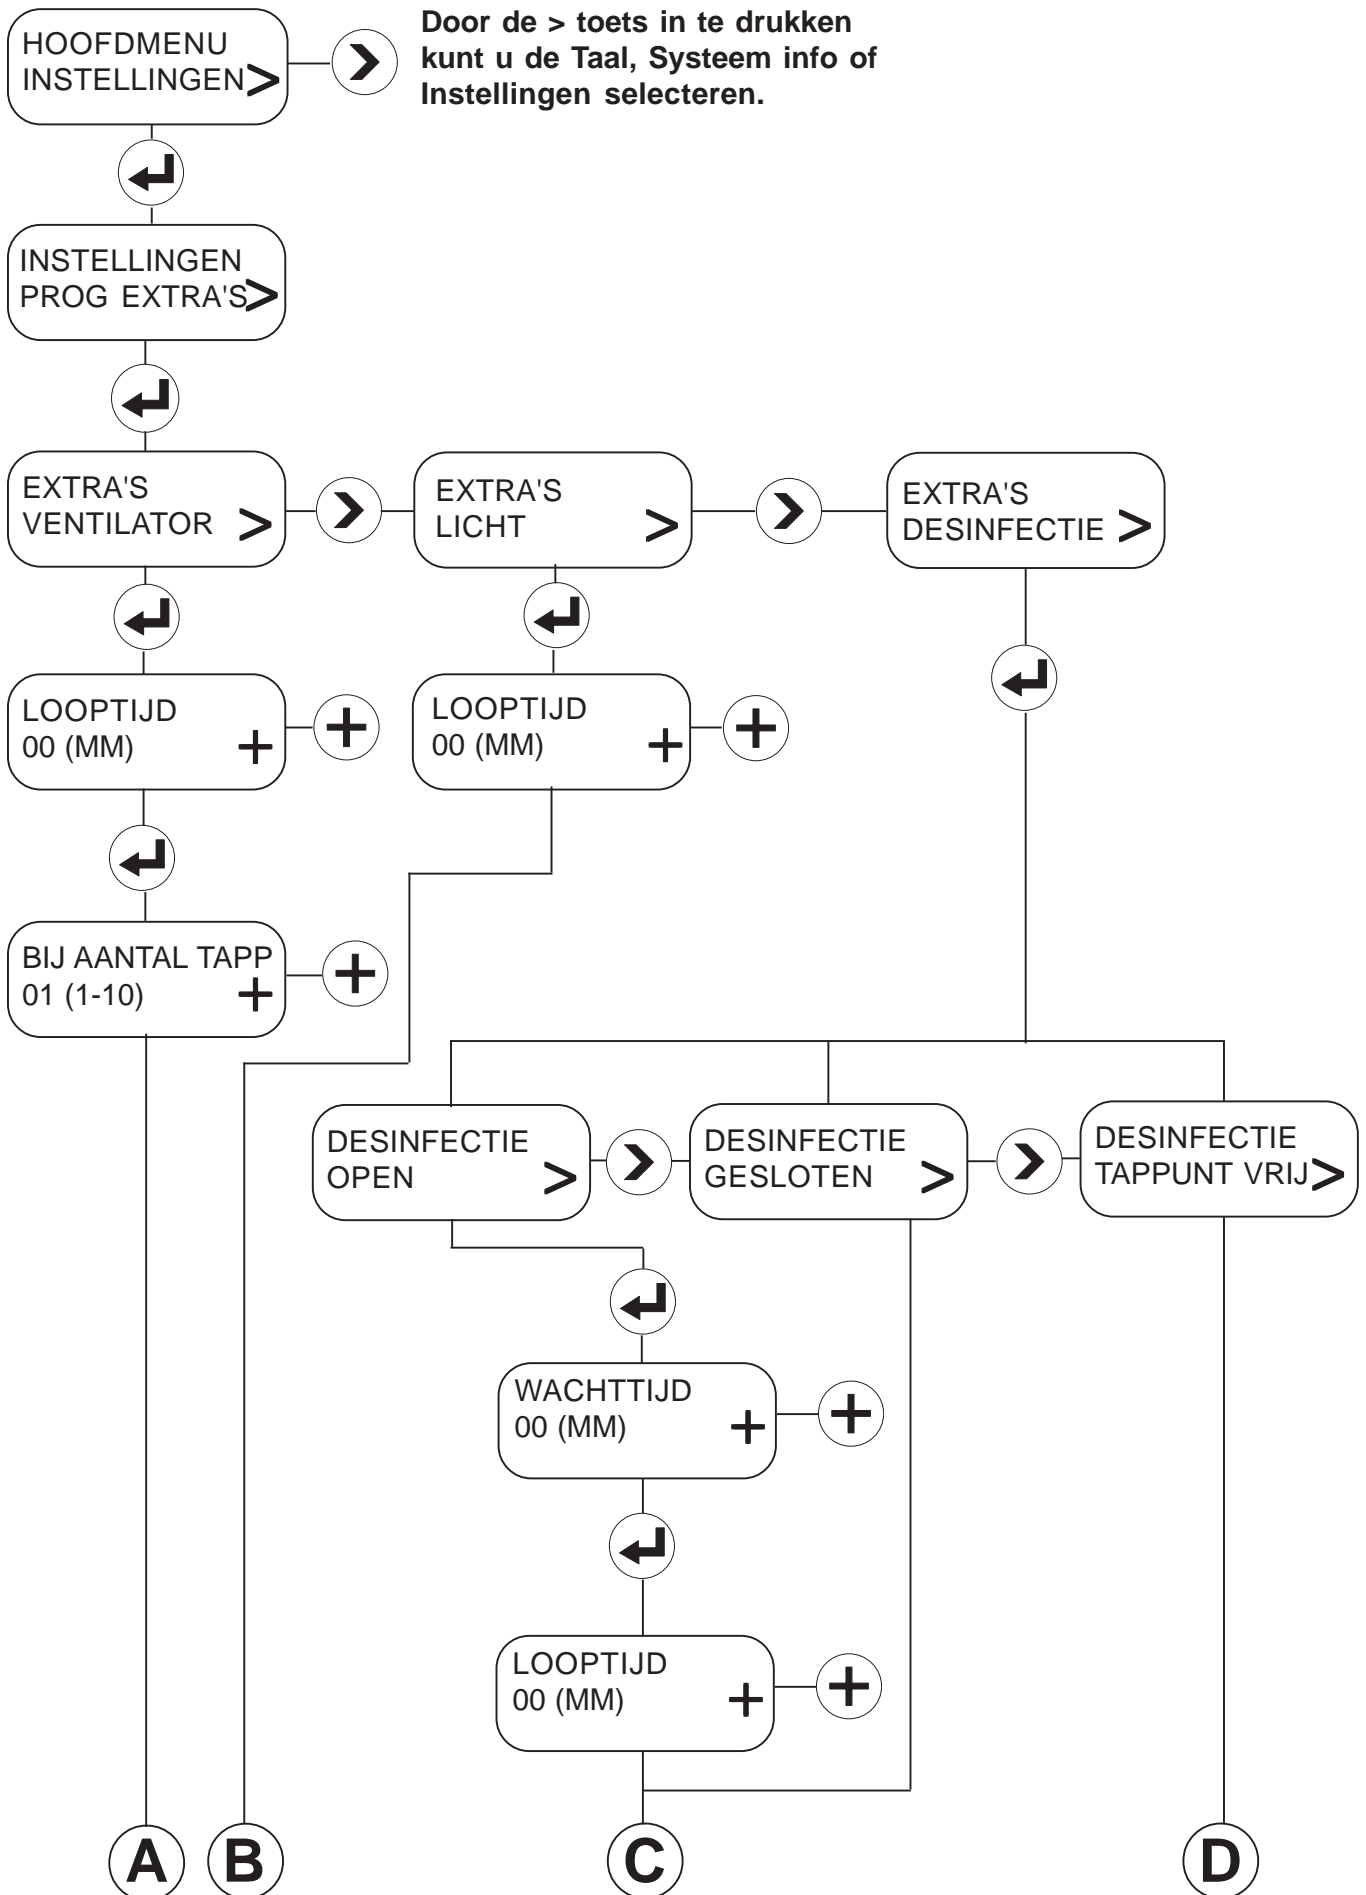 HOOFDMENU
INSTELLINGEN >
Door de > toets in te drukken
kunt u de Taal, Systeem info of
Instellingen selecteren.
INSTELLINGEN
PROG EXTRA'S >
EXTRA'S
VENTILATOR >
EXTRA'S
LICHT >
EXTRA'S
DESINFECTIE >
LOOPTIJD
00 (MM) +
+
LOOPTIJD
00 (MM) +
+
BIJ AANTAL TAPP
01 (1-10) +
+
DESINFECTIE
OPEN >
DESINFECTIE
GESLOTEN >
DESINFECTIE
TAPPUNT VRIJ >
WACHTTIJD
00 (MM) +
+
LOOPTIJD
00 (MM) +
+
A
B
C
D